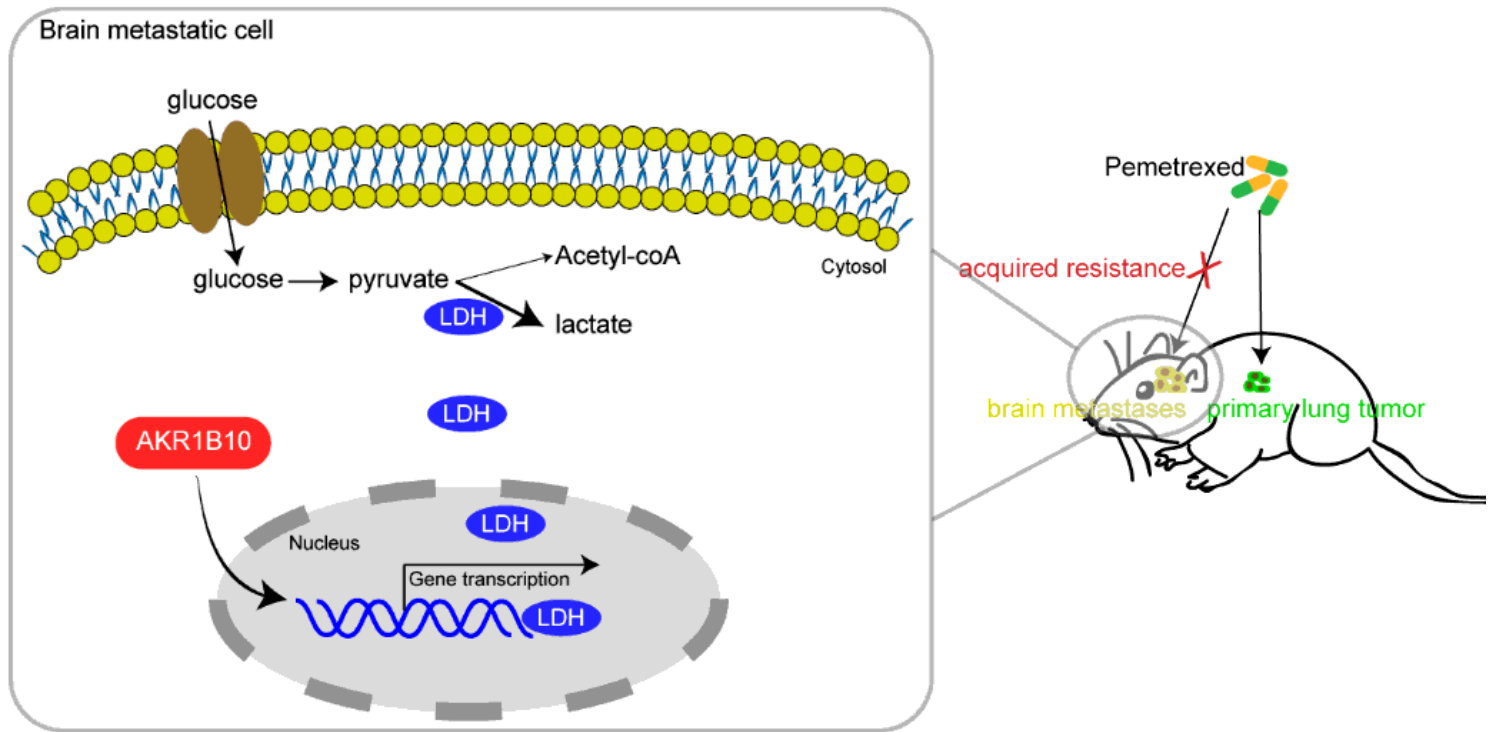 Brain metastatic cell
glucose
glucose
pyruvate
Acetyl-coA
Cytosol
LDH
lactate
LDH
AKR1B10
LDH
Nucleus
Gene transcription
LDH
Pemetrexed
acquired resistance
brain metastases
primary lung tumor